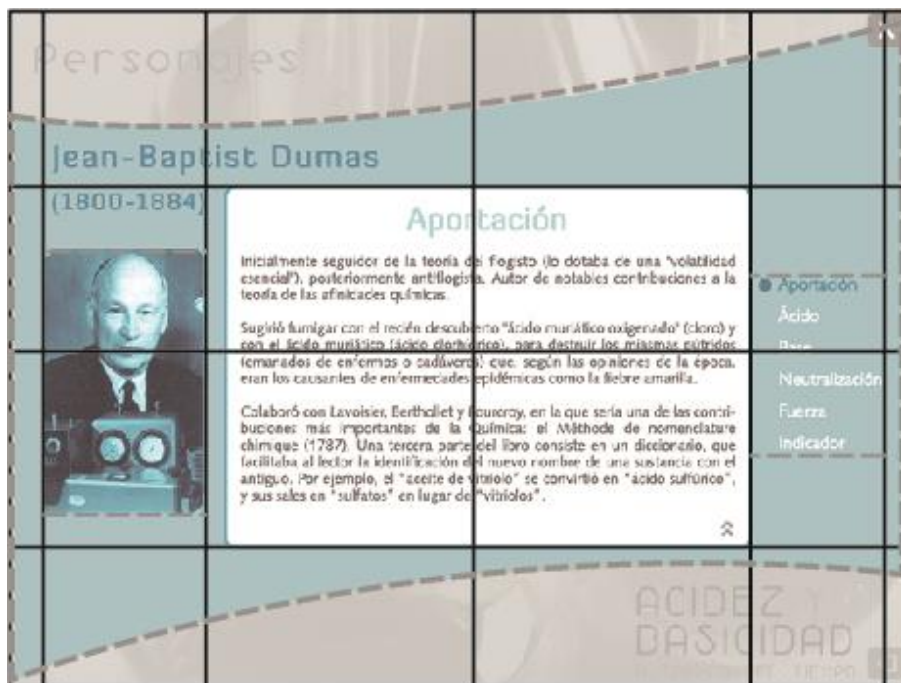 Personajes
Jean-Baptist Dumas
(1800-1884)
Aportación
Inicialmente seguidor de la teoría del flogisto (lo dotaba de una "volatilidad
esencial"), posteriormente antiflogista. Autor de notables contribuciones a la
teoría de las afinicades químicas.
Sugirió fumigar con el recién descubierto "ácido muriático oxigenado" (cloro) y
con el ácido muriático (ácido clorhídrico), para destruir los miasmas pútridos
(emanados de enfermos o cadáveres) que, según las opiniones de la época,
eran los causantes de enfermedades epidémicas como la fiebre amarilla.
Colaboró con Lavoisier, Berthollet y Fourcroy, en la que sería una de las contri-
buciones más importantes de la Química: el Méthode de nomenclature
chimique (1787). Una tercera parte del libro consiste en un diccionario, que
facilitaba al lector la identificación del nuevo nombre de una sustancia con el
antiguo. Por ejemplo, el "aceite de vitriolo" se convirtió en "ácido sulfúrico",
y sus sales en "sulfatos" en lugar de "vitriolos".
Aportación
Ácido
Base
Neutralización
Fuerza
Indicador
ACIDEZ Y
BASICIDAD
TIEMPO